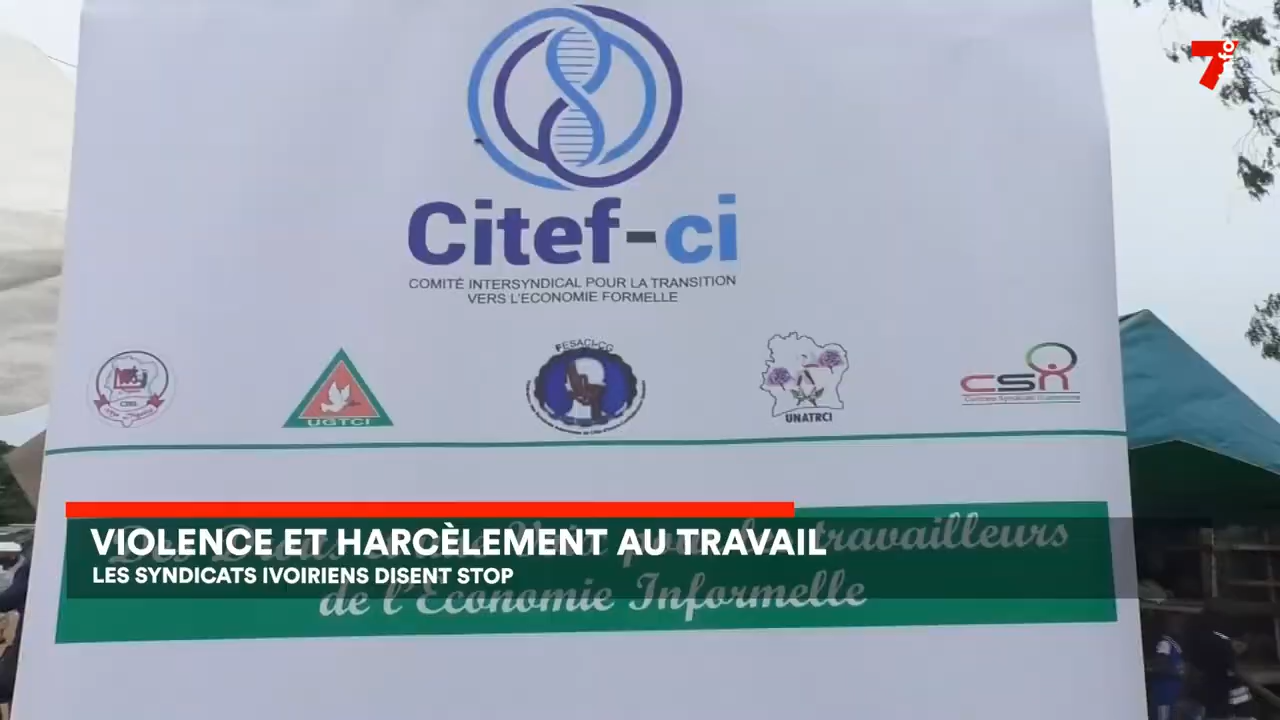 7
fo
Citef-ci
COMITÉ INTERSYNDICAL POUR LA TRANSITION
VERS L'ECONOMIE FORMELLE
FESACI-CG
UGTCI
UNATRCI
CSH
VIOLENCE ET HARCÈLEMENT AU TRAVAIL
LES SYNDICATS IVOIRIENS DISENT STOP
travailleurs
de l'Economie Informelle